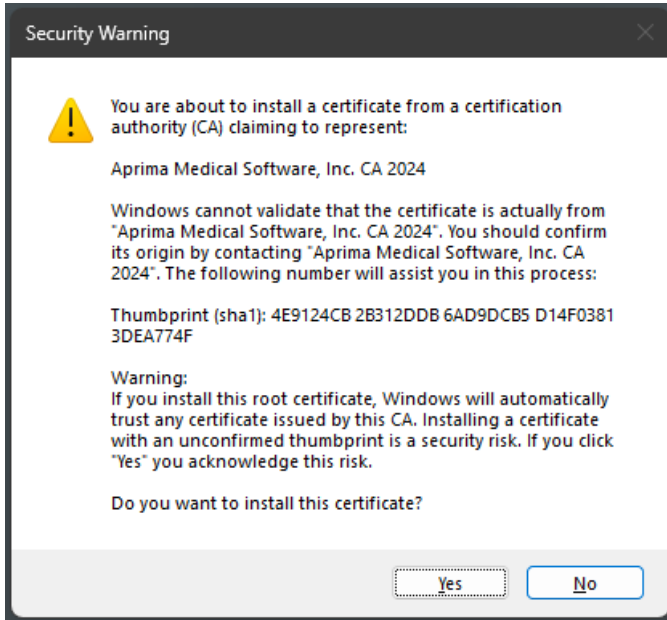 Security Warning
You are about to install a certificate from a certification
authority (CA) claiming to represent:
Aprima Medical Software, Inc. CA 2024
Windows cannot validate that the certificate is actually from
"Aprima Medical Software, Inc. CA 2024". You should confirm
its origin by contacting "Aprima Medical Software, Inc. CA
2024". The following number will assist you in this process:
Thumbprint (sha1): 4E9124CB 2B312DDB 6AD9DCB5 D14F0381
3DEA774F
Warning:
If you install this root certificate, Windows will automatically
trust any certificate issued by this CA. Installing a certificate
with an unconfirmed thumbprint is a security risk. If you click
"Yes" you acknowledge this risk.
Do you want to install this certificate?
Yes
No